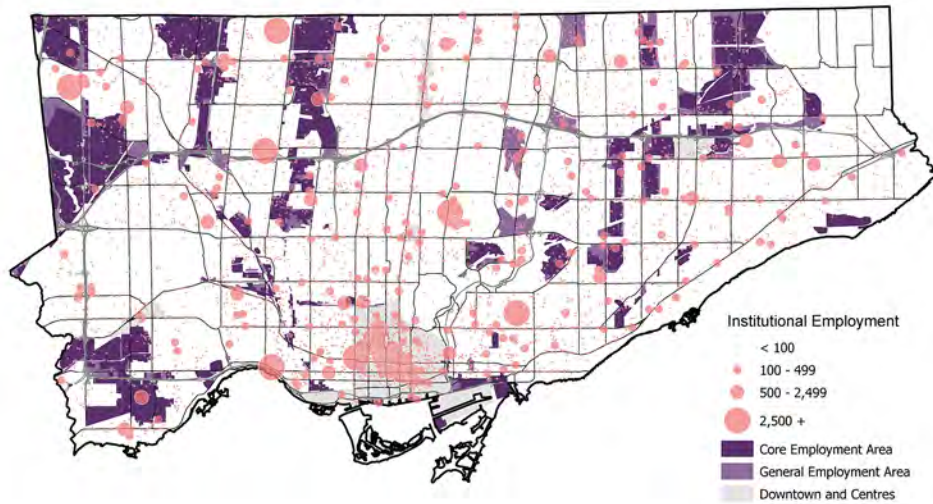 Institutional Employment
< 100
100 - 499
500 - 2,499
2,500 +
Core Employment Area
General Employment Area
Downtown and Centres